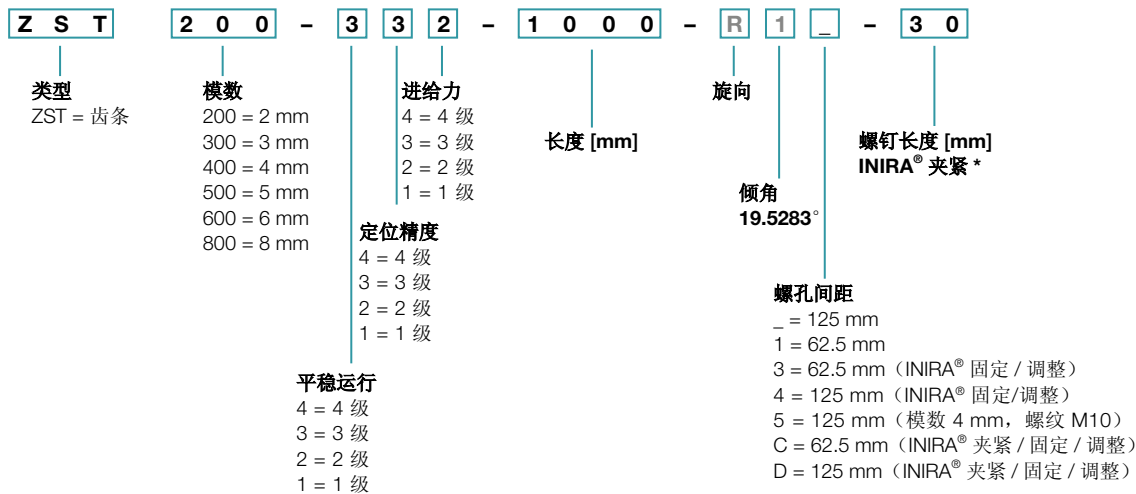 Z S T 2 0 0 – 3 3 2 – 1 0 0 0 – R 1 _ – 3 0
类型
ZST = 齿条
模数
200 = 2 mm
300 = 3 mm
400 = 4 mm
500 = 5 mm
600 = 6 mm
800 = 8 mm
进给力
4 = 4 级
3 = 3 级
2 = 2 级
1 = 1 级
定位精度
4 = 4 级
3 = 3 级
2 = 2 级
1 = 1 级
平稳运行
4 = 4 级
3 = 3 级
2 = 2 级
1 = 1 级
长度 [mm]
旋向
倾角
19.5283°
螺钉长度 [mm]
INIRA® 夹紧 *
螺孔间距
_ = 125 mm
1 = 62.5 mm
3 = 62.5 mm（INIRA® 固定 / 调整）
4 = 125 mm（INIRA® 固定/调整）
5 = 125 mm（模数 4 mm，螺纹 M10）
C = 62.5 mm（INIRA® 夹紧 / 固定 / 调整）
D = 125 mm（INIRA® 夹紧 / 固定 / 调整）